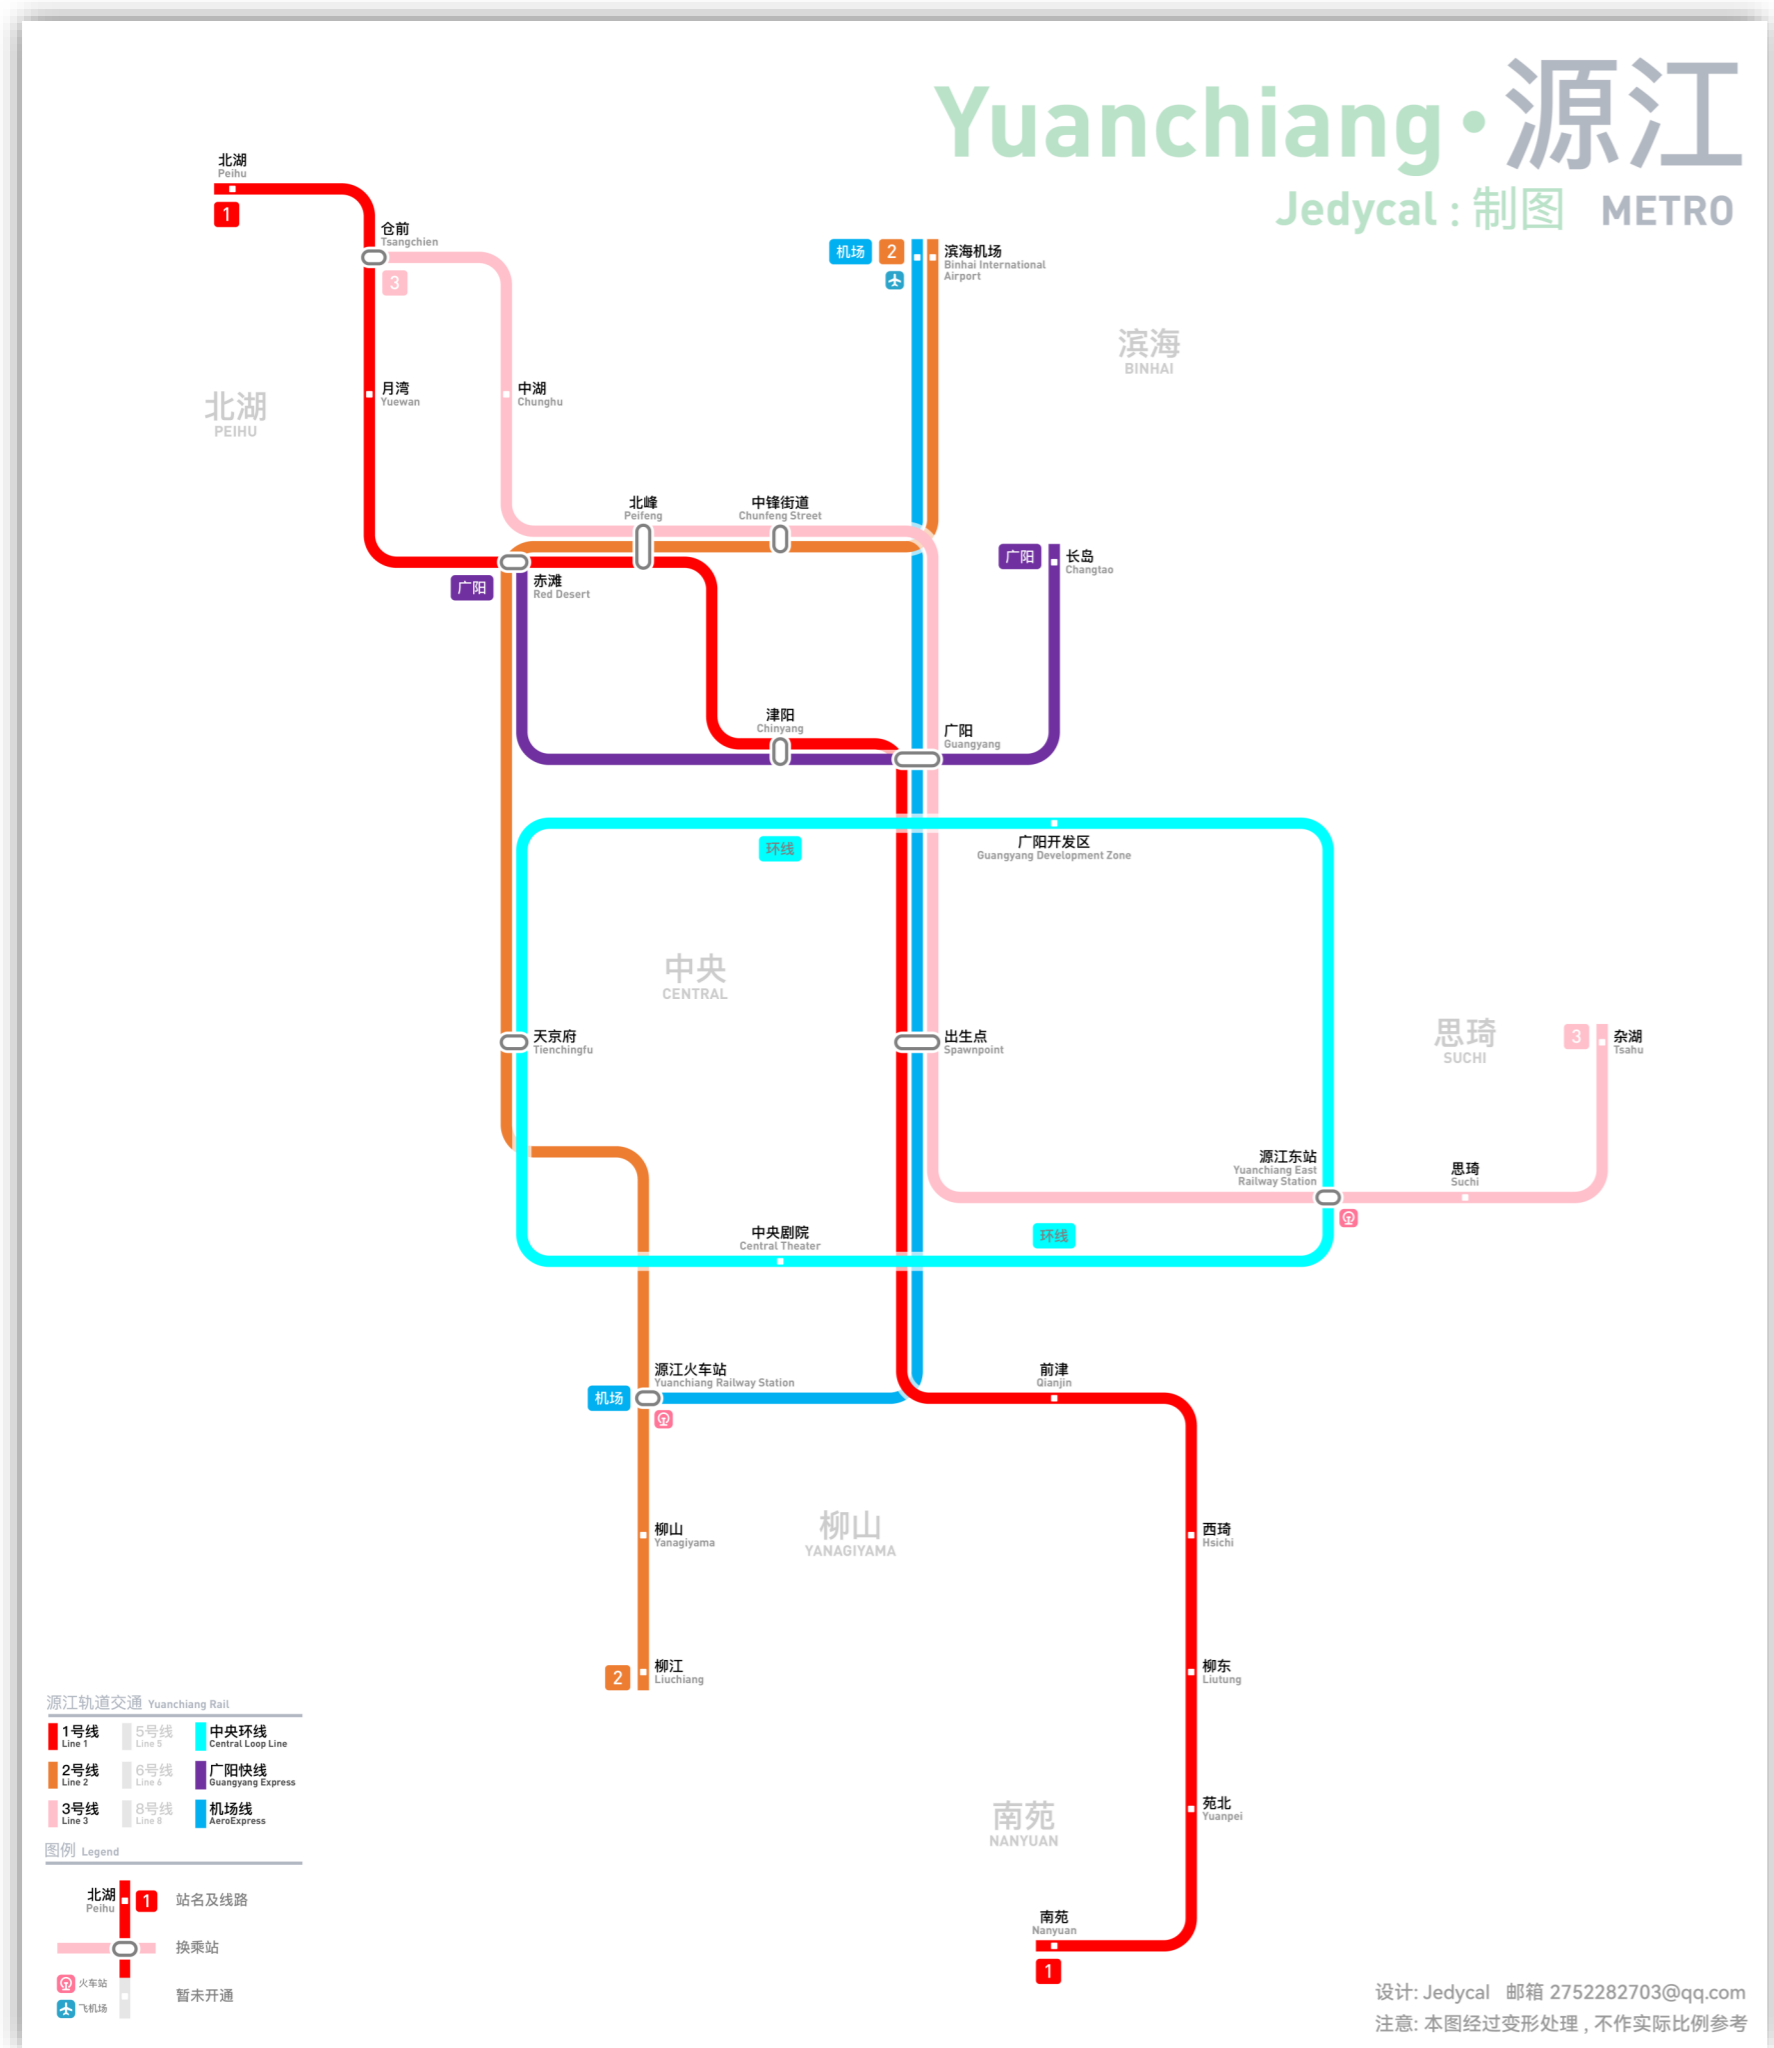 Yuanchiang·源江
Jedycal : 制图 METRO
北湖
Peihu
1
仓前
Tsangchien
3
机场
2
滨海机场
Binhai International
Airport
滨海
BINHAI
月湾
Yuewan
中湖
Chunghu
北湖
PEIHU
北峰
Peifeng
中锋街道
Chunfeng Street
广阳
长岛
Changtao
广阳
赤滩
Red Desert
津阳
Chinyang
广阳
Guangyang
环线
广阳开发区
Guangyang Development Zone
中央
CENTRAL
天京府
Tienchingfu
出生点
Spawnpoint
思琦
SUCHI
3
杂湖
Tsahu
源江东站
Yuanchiang East
Railway Station
思琦
Suchi
中央剧院
Central Theater
环线
源江火车站
Yuanchiang Railway Station
机场
前津
Qianjin
柳山
Yanagiyama
柳山
YANAGIYAMA
西琦
Hsichi
2
柳江
Liuchiang
柳东
Liutung
苑北
Yuanpei
南苑
NANYUAN
南苑
Nanyuan
1
源江轨道交通 Yuanchiang Rail
1号线
Line 1
5号线
Line 5
中央环线
Central Loop Line
2号线
Line 2
6号线
Line 6
广阳快线
Guangyang Express
3号线
Line 3
8号线
Line 8
机场线
AeroExpress
图例 Legend
北湖
Peihu
1
站名及线路
换乘站
火车站
飞机场
暂未开通
设计: Jedycal 邮箱 2752282703@qq.com
注意: 本图经过变形处理 , 不作实际比例参考